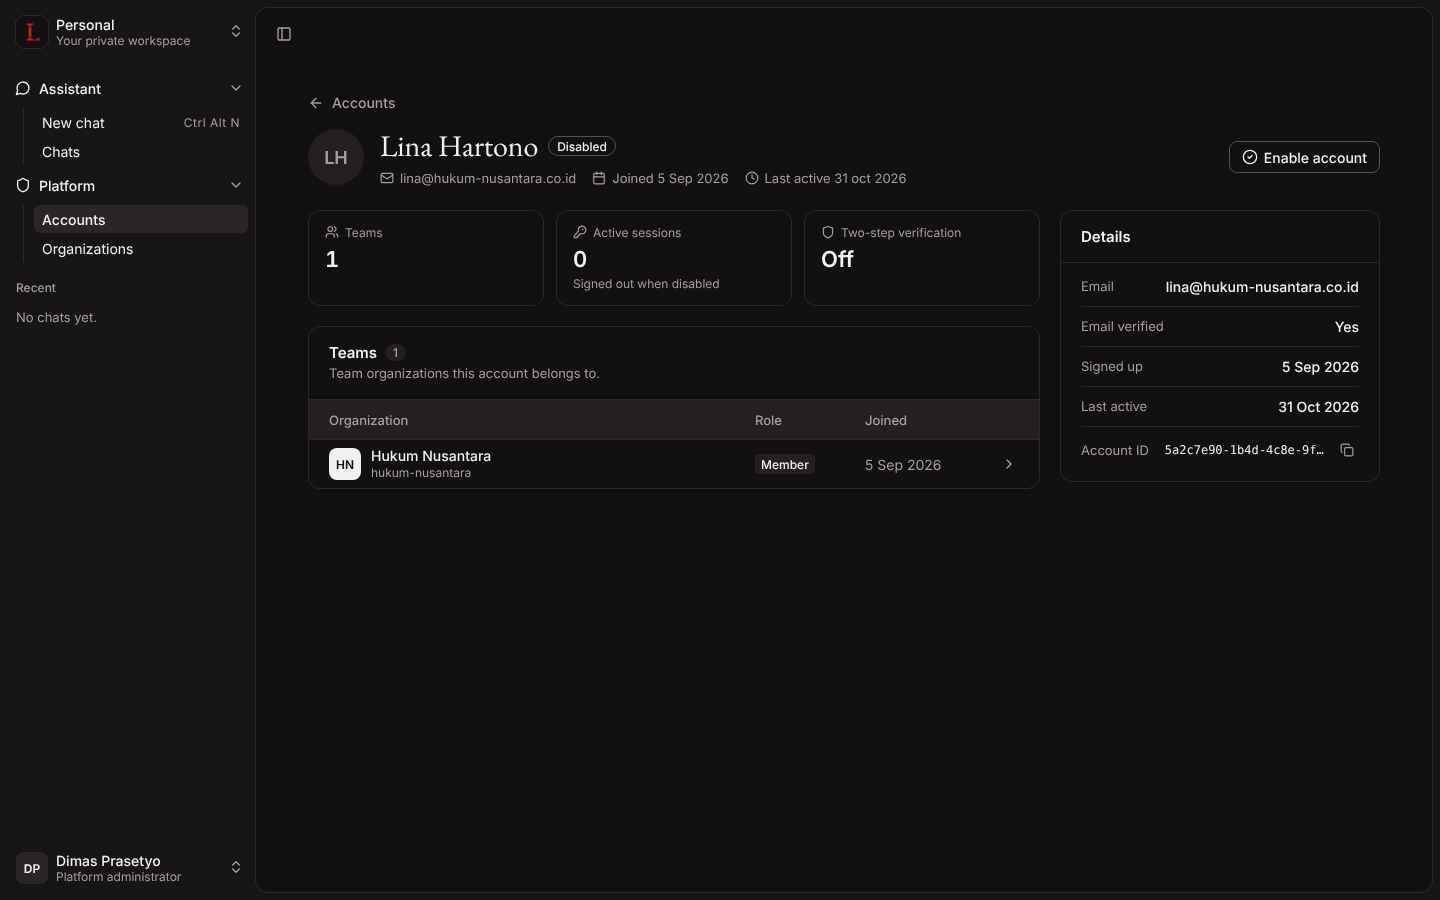 L
Personal
Your private workspace
Assistant
New chat Ctrl Alt N
Chats
Platform
Accounts
Organizations
Recent
No chats yet.
DP
Dimas Prasetyo
Platform administrator
Accounts
LH
Lina Hartono Disabled
lina@hukum-nusantara.co.id Joined 5 Sep 2026 Last active 31 oct 2026
Enable account
Teams
1
Active sessions
0
Signed out when disabled
Two-step verification
Off
Teams 1
Team organizations this account belongs to.
Organization Role Joined
HN Hukum Nusantara Member 5 Sep 2026
hukum-nusantara
Details
Email lina@hukum-nusantara.co.id
Email verified Yes
Signed up 5 Sep 2026
Last active 31 Oct 2026
Account ID 5a2c7e90-1b4d-4c8e-9f…